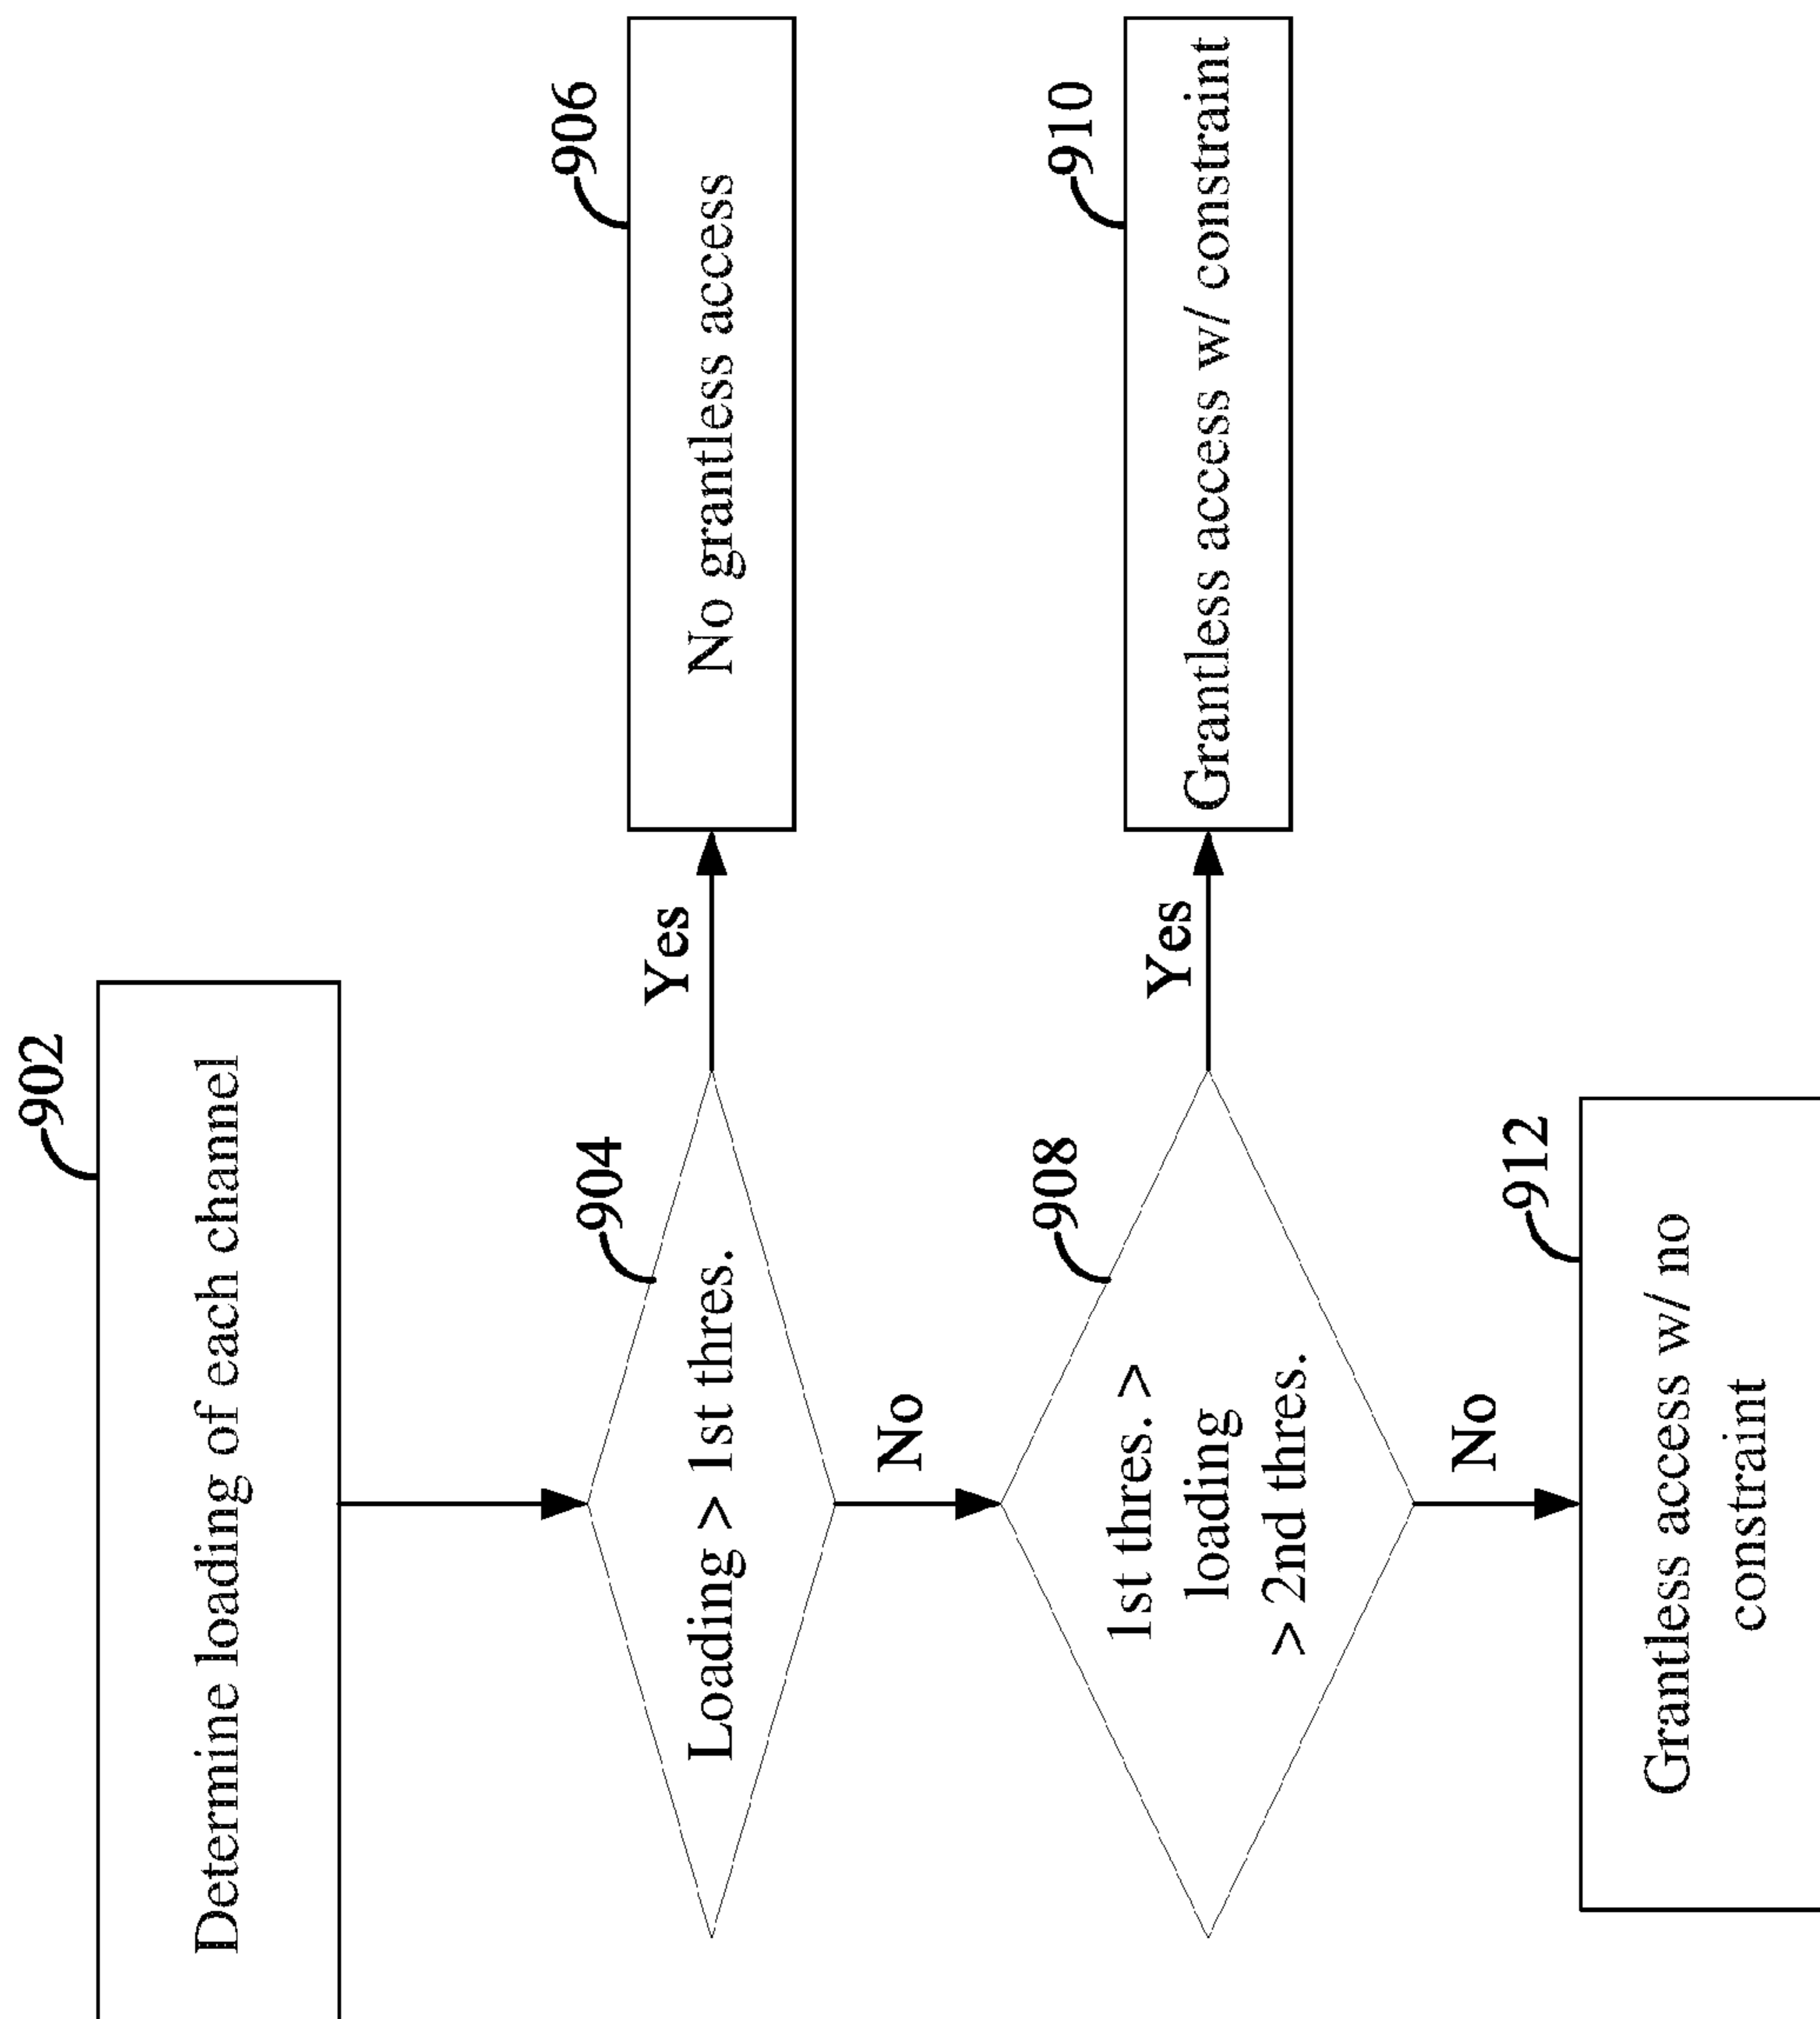 902
Determine loading of each channel
904
Loading > 1st thres.
Yes
906
No grantless access
No
908
1st thres. >
loading
> 2nd thres.
Yes
910
Grantless access w/ constraint
No
912
Grantless access w/ no
constraint